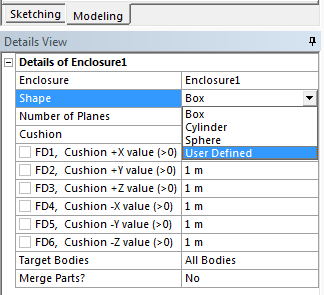 Sketching Modeling
Details View
Details of Enclosure1
Enclosure Enclosure1
Shape Box
Number of Planes Box
Cylinder
Cushion Sphere
User Defined
FD1, Cushion +X value (>0)
FD2, Cushion +Y value (>0) 1 m
FD3, Cushion +Z value (>0) 1 m
FD4, Cushion -X value (>0) 1 m
FD5, Cushion -Y value (>0) 1 m
FD6, Cushion -Z value (>0) 1 m
Target Bodies All Bodies
Merge Parts? No